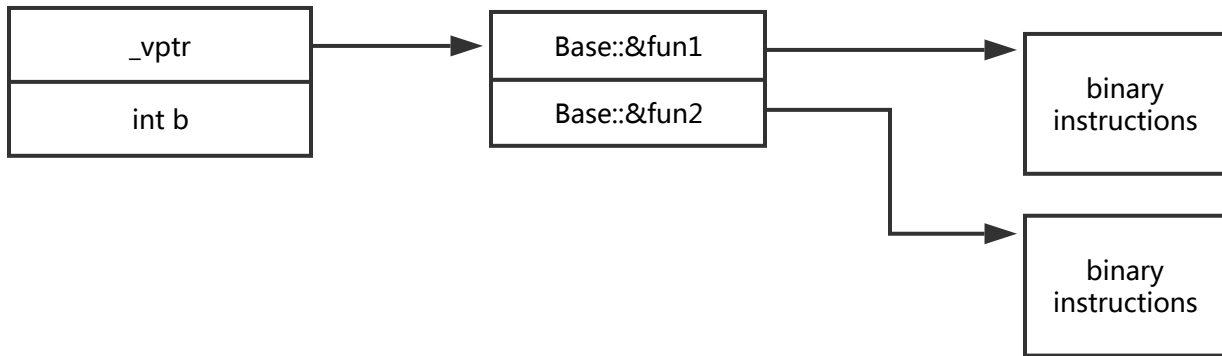 _vptr
int b
Base::&fun1
Base::&fun2
binary
instructions
binary
instructions